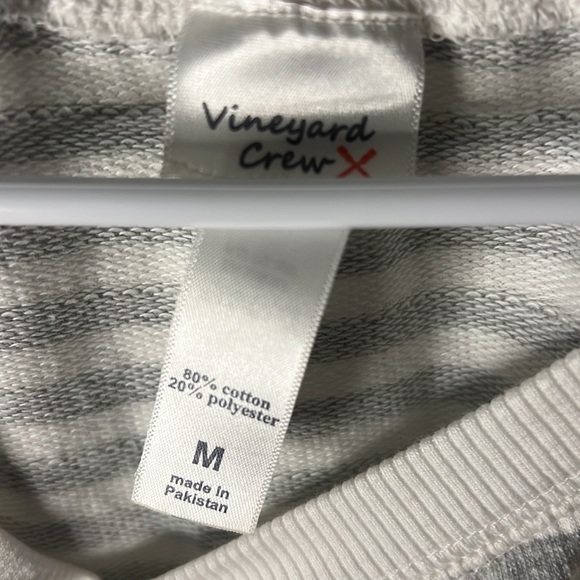 Vineyard
Crew X
80% cotton
20% polyester
M
made in
Pakistan